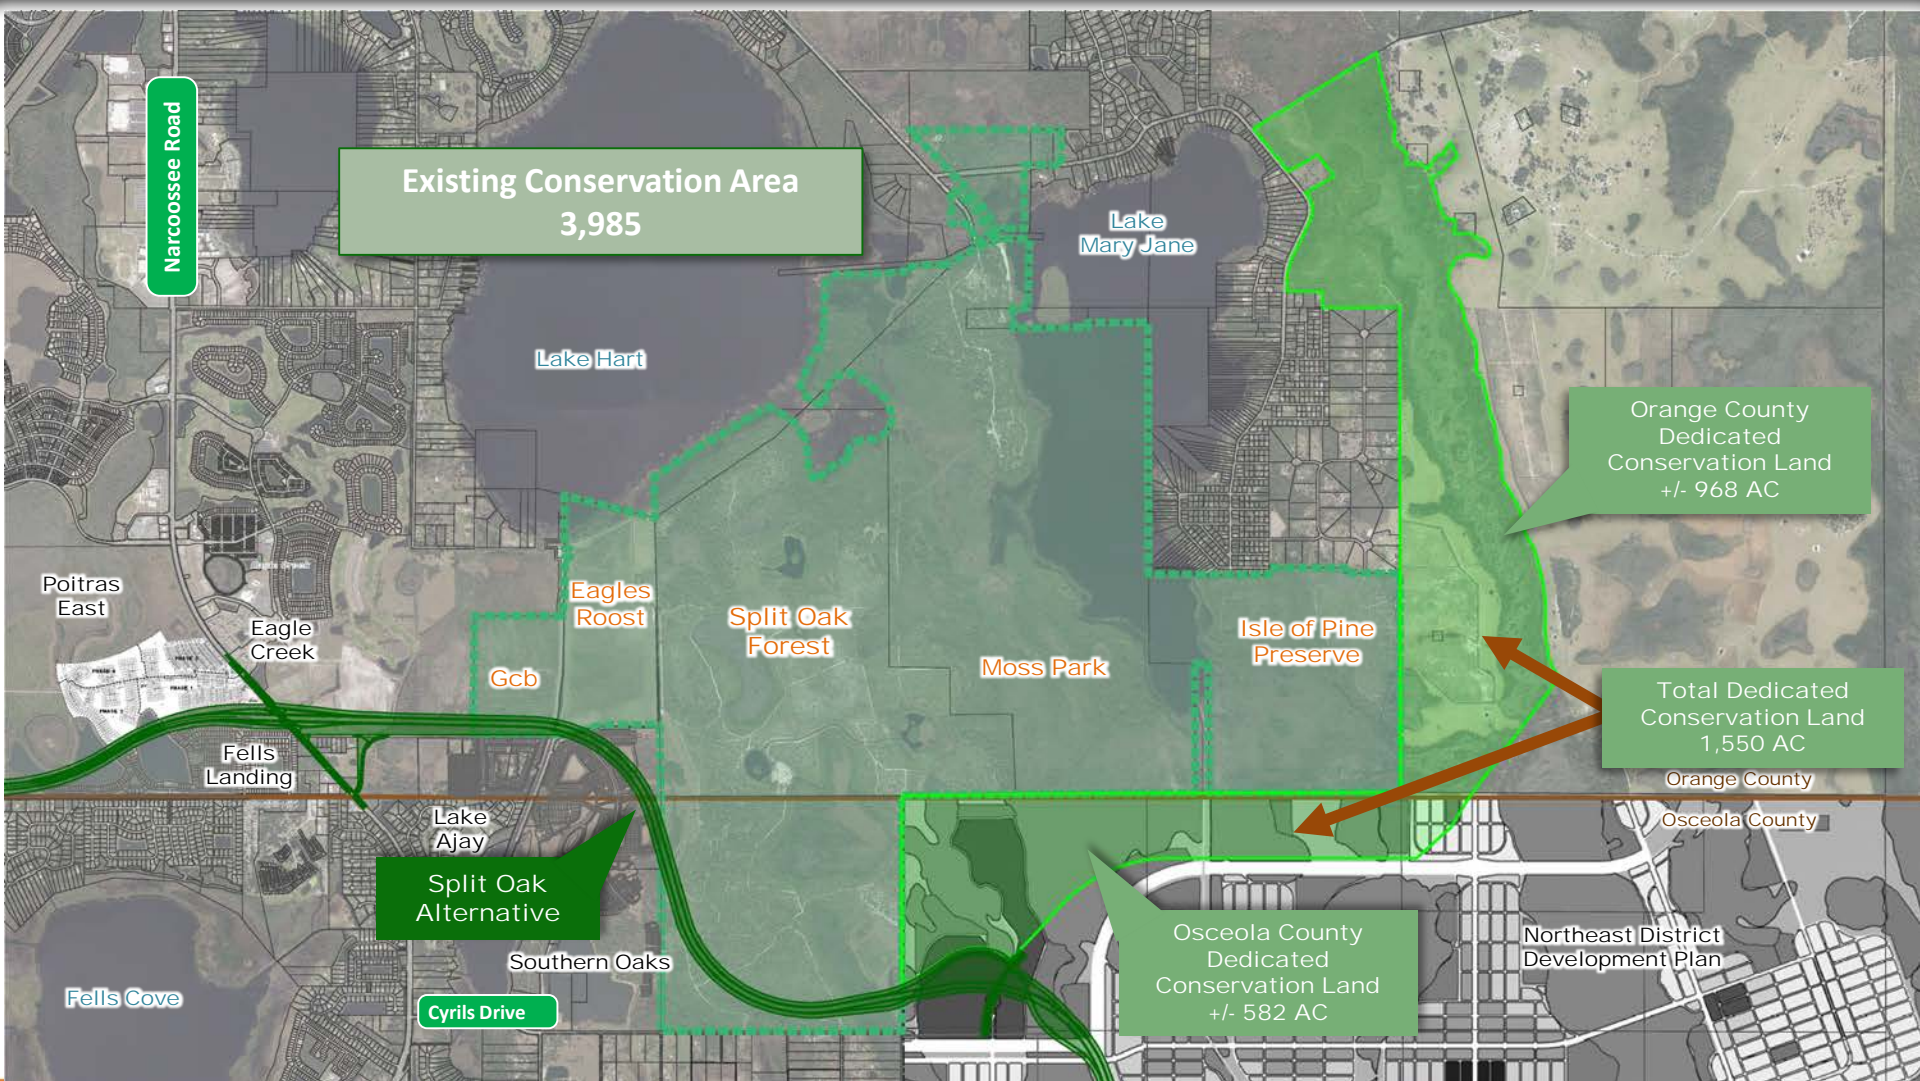 Narcoossee Road
Existing Conservation Area
3,985
Lake
Mary Jane
Lake Hart
Orange County
Dedicated
Conservation Land
+/- 968 AC
Poitras
East
Eagle
Creek
Eagles
Roost
Gcb
Split Oak
Forest
Moss Park
Isle of Pine
Preserve
Total Dedicated
Conservation Land
1,550 AC
Fells
Landing
Orange County
Osceola County
Lake
Ajay
Split Oak
Alternative
Southern Oaks
Osceola County
Dedicated
Conservation Land
+/- 582 AC
Northeast District
Development Plan
Fells Cove
Cyrils Drive